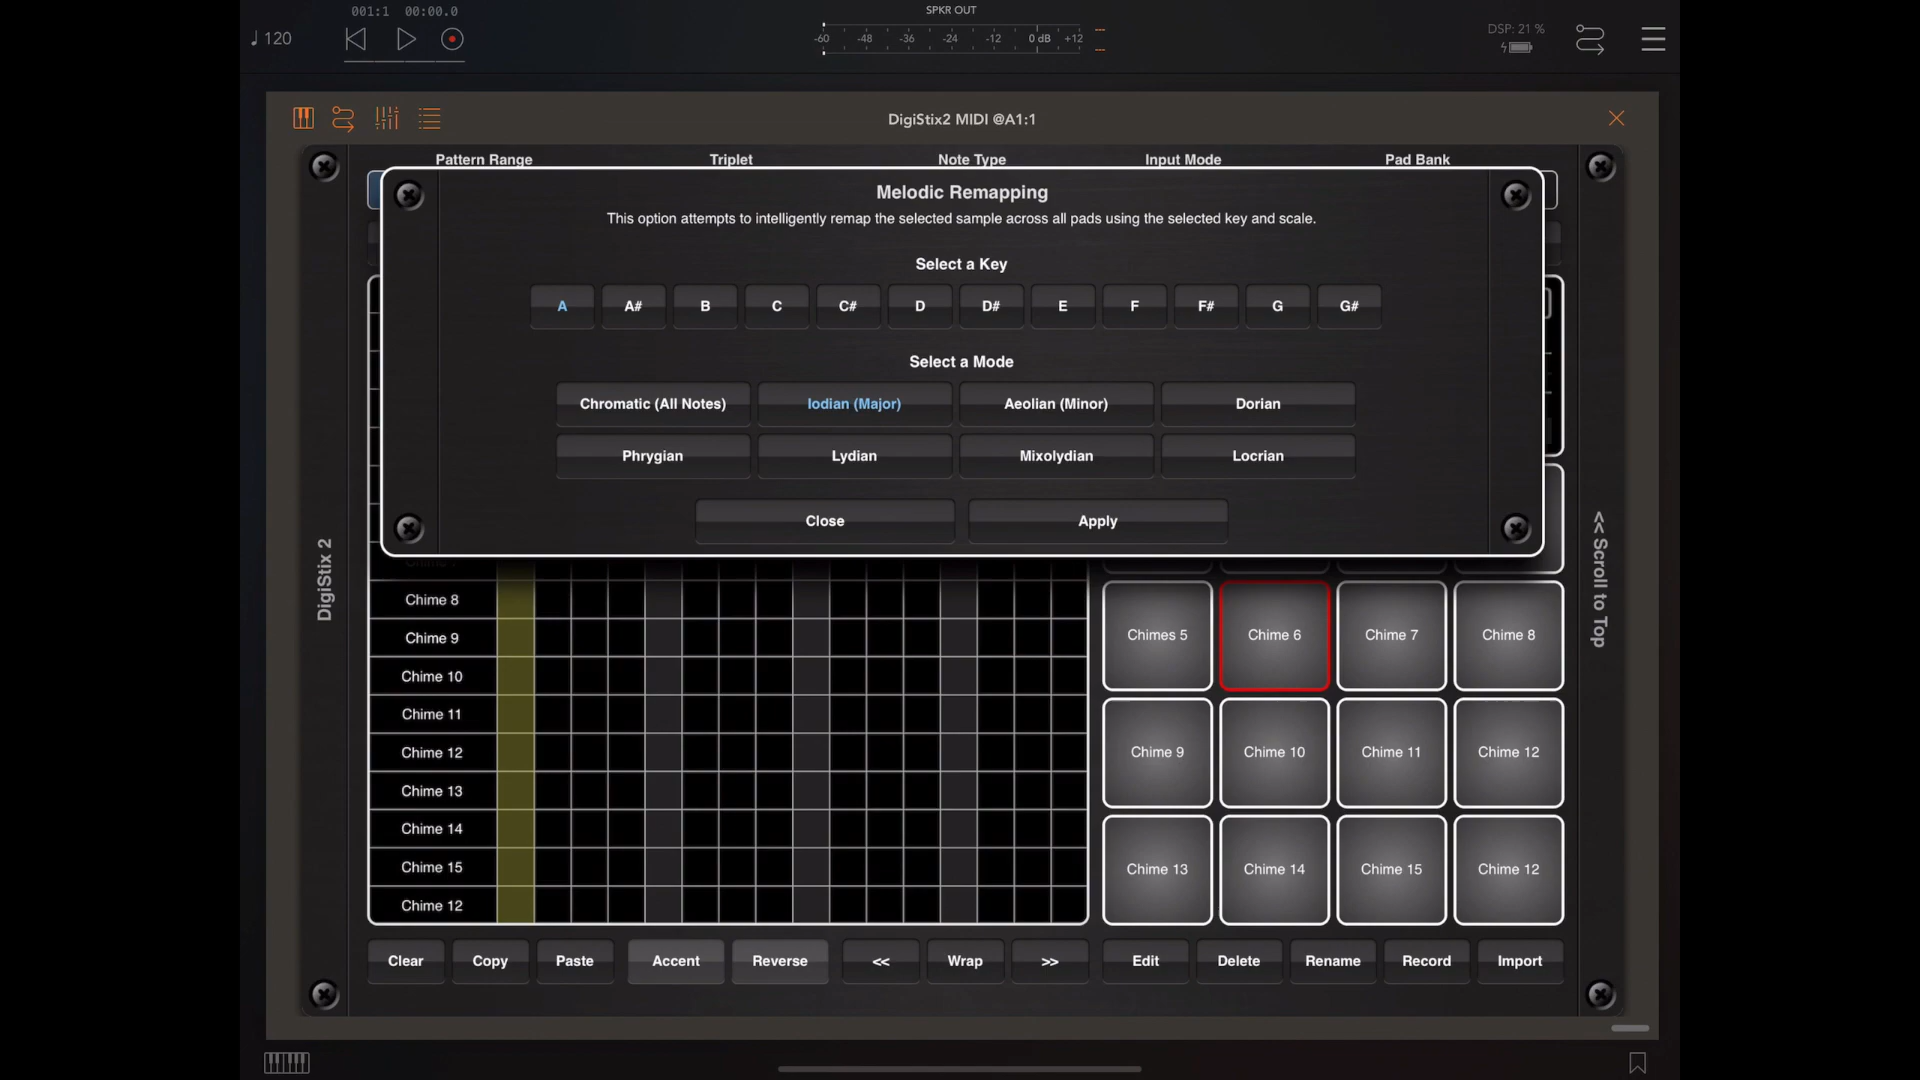 001:1 00:00.0
SPKR OUT
♩ 120
-60 -48 -36 -24 -12 0 dB +12
DSP: 21 %
DigiStix2 MIDI @A1:1
Pattern Range Triplet Note Type Input Mode Pad Bank
Melodic Remapping
This option attempts to intelligently remap the selected sample across all pads using the selected key and scale.
Select a Key
A A# B C C# D D# E F F# G G#
Select a Mode
Chromatic (All Notes) Iodian (Major) Aeolian (Minor) Dorian
Phrygian Lydian Mixolydian Locrian
Close Apply
DigiStix 2
<< Scroll to Top
Chime 8
Chime 9
Chime 10
Chime 11
Chime 12
Chime 13
Chime 14
Chime 15
Chime 12
Chimes 5 Chime 6 Chime 7 Chime 8
Chime 9 Chime 10 Chime 11 Chime 12
Chime 13 Chime 14 Chime 15 Chime 12
Clear Copy Paste Accent Reverse << Wrap >> Edit Delete Rename Record Import